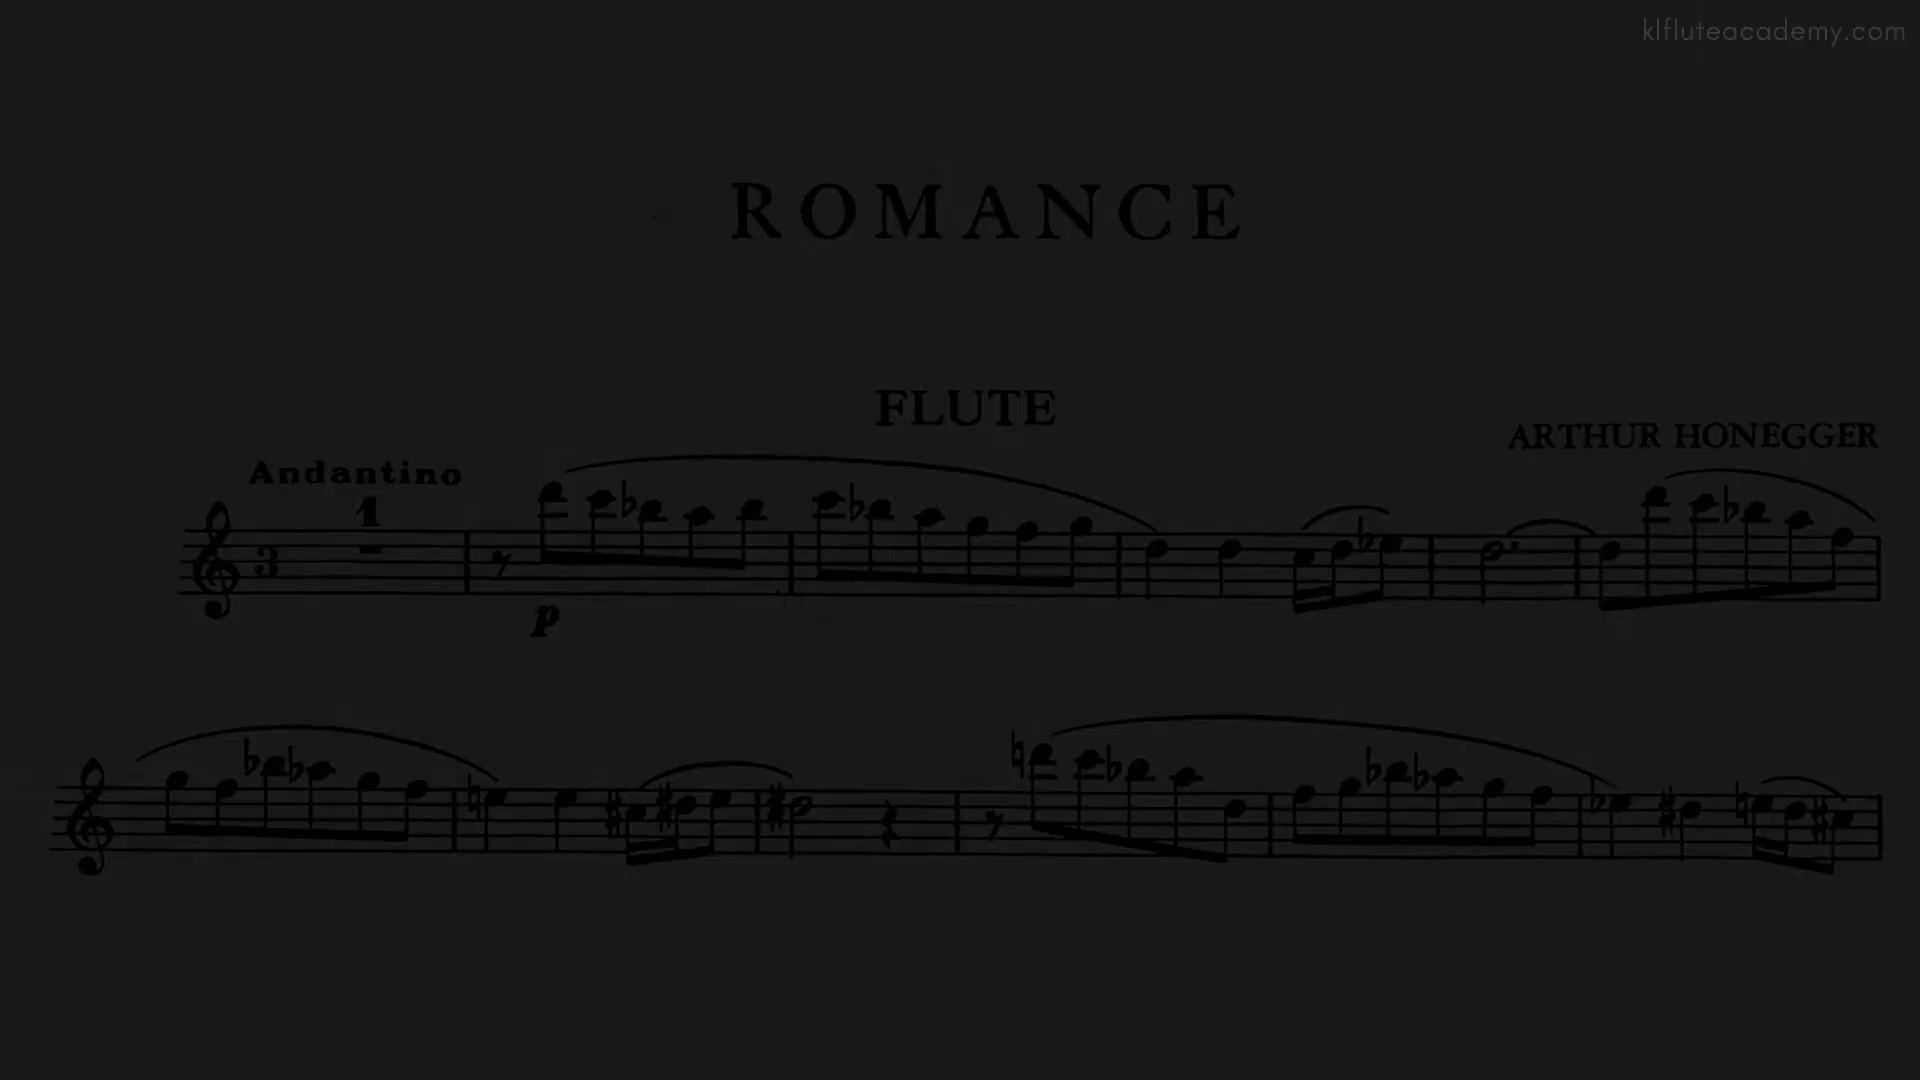 klfluteacademy.com
ROMANCE
FLUTE
ARTHUR HONEGGER
Andantino
1
3
p